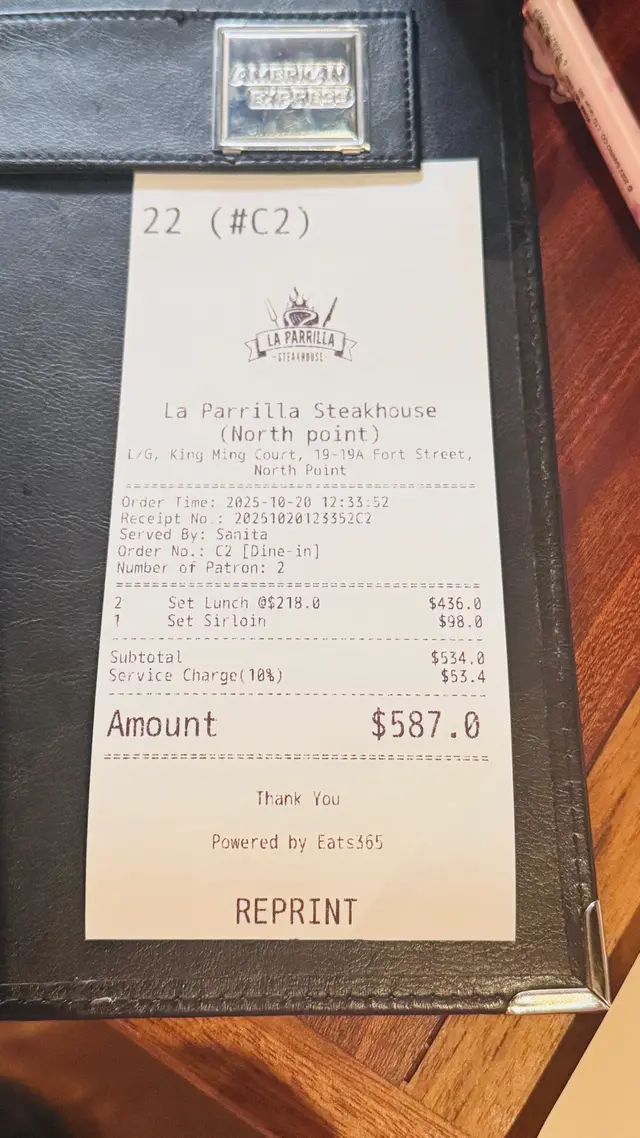 AMERICAN
EXPRESS
22 (#C2)
LA PARRILLA
-STEAKHOUSE-
La Parrilla Steakhouse
(North point)
L/G, King Ming Court, 19-19A Fort Street,
North Point
Order Time: 2025-10-20 12:33:52
Receipt No.: 20251020123352C2
Served By: Sanita
Order No.: C2 [Dine-in]
Number of Patron: 2
2 Set Lunch @$218.0 $436.0
1 Set Sirloin $98.0
Subtotal $534.0
Service Charge(10%) $53.4
Amount $587.0
Thank You
Powered by Eats365
REPRINT